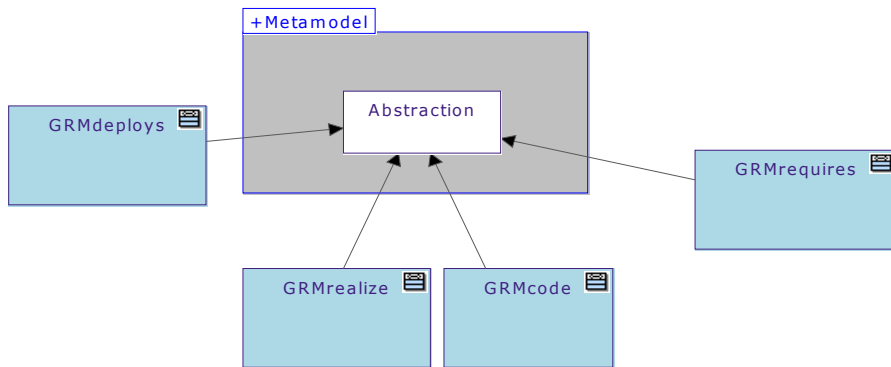 +Metamodel
Abstraction
GRMdeploys
GRMrequires
GRMrealize
GRMcode